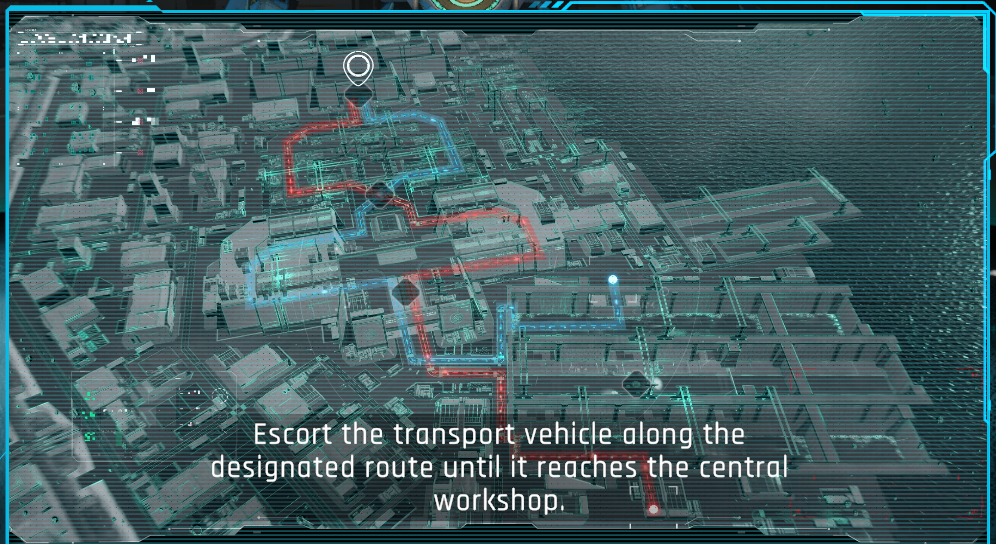 Escort the transport vehicle along the
designated route until it reaches the central
workshop.